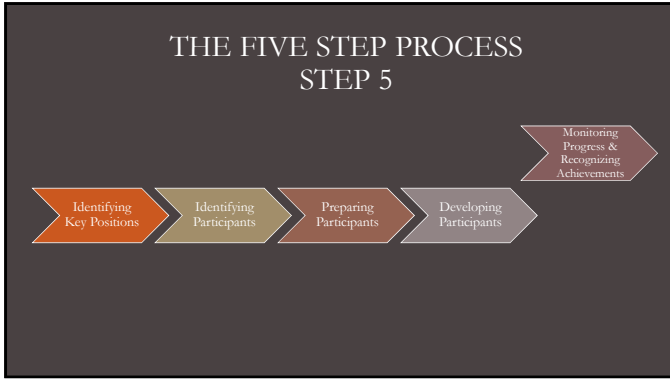 THE FIVE STEP PROCESS
STEP 5
Monitoring
Progress &
Recognizing
Achievements
Identifying
Key Positions
Identifying
Participants
Preparing
Participants
Developing
Participants